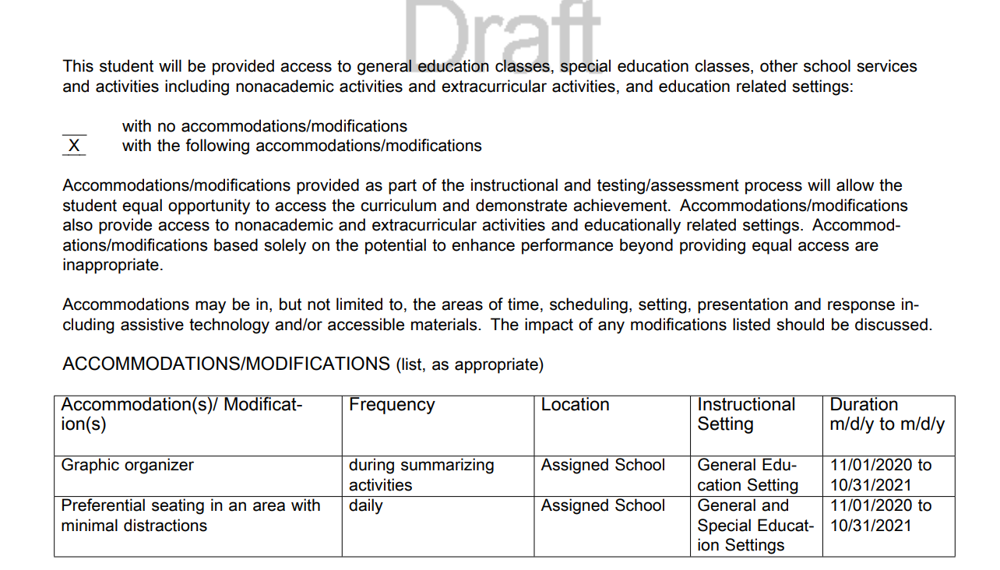 Draft
This student will be provided access to general education classes, special education classes, other school services
and activities including nonacademic activities and extracurricular activities, and education related settings:
with no accommodations/modifications
X with the following accommodations/modifications
Accommodations/modifications provided as part of the instructional and testing/assessment process will allow the
student equal opportunity to access the curriculum and demonstrate achievement. Accommodations/modifications
also provide access to nonacademic and extracurricular activities and educationally related settings. Accommod-
ations/modifications based solely on the potential to enhance performance beyond providing equal access are
inappropriate.
Accommodations may be in, but not limited to, the areas of time, scheduling, setting, presentation and response in-
cluding assistive technology and/or accessible materials. The impact of any modifications listed should be discussed.
ACCOMMODATIONS/MODIFICATIONS (list, as appropriate)
Accommodation(s)/ Modificat- Frequency Location Instructional Duration
ion(s) Setting m/d/y to m/d/y
Graphic organizer during summarizing Assigned School General Edu- 11/01/2020 to
activities cation Setting 10/31/2021
Preferential seating in an area with daily Assigned School General and 11/01/2020 to
minimal distractions Special Educat- 10/31/2021
ion Settings